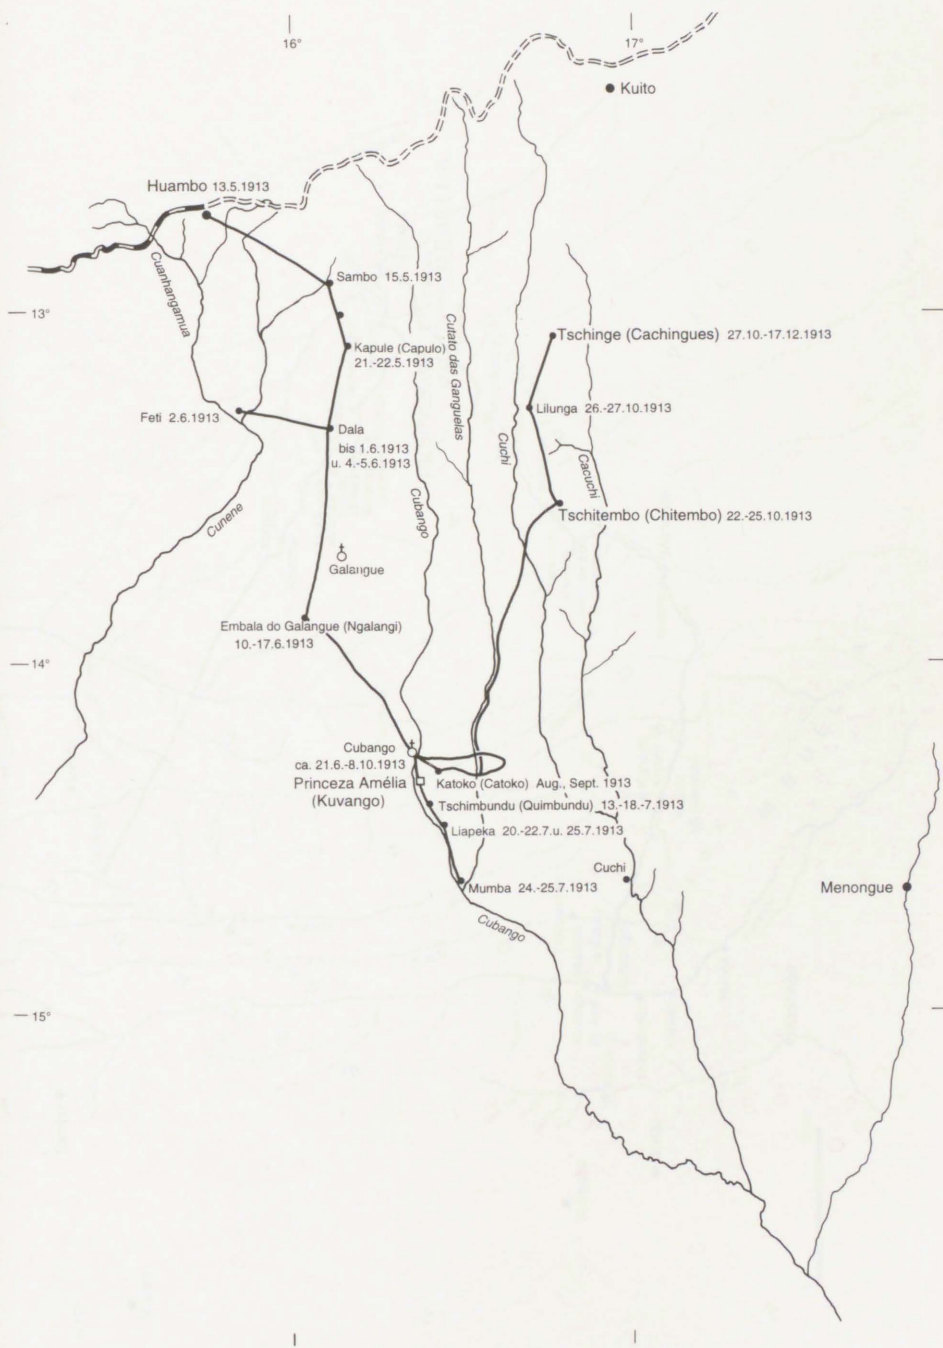 16°
17°
Kuito
Huambo 13.5.1913
Cuanhangamua
Sambo 15.5.1913
13°
Kapule (Capulo)
21.-22.5.1913
Cutato das Ganguelas
Tschinge (Cachingues) 27.10.-17.12.1913
Feti 2.6.1913
Dala
bis 1.6.1913
u. 4.-5.6.1913
Lilunga 26.-27.10.1913
Cuchi
Cacuchi
Cunene
Cubango
Tschitembo (Chitembo) 22.-25.10.1913
Galangue
Embala do Galangue (Ngalangi)
10.-17.6.1913
14°
Cubango
ca. 21.6.-8.10.1913
Princeza Amélia
(Kuvango)
Katoko (Catoko) Aug., Sept. 1913
Tschimbundu (Quimbundu) 13.-18.-7.1913
Liapeka 20.-22.7.u. 25.7.1913
Cuchi
Mumba 24.-25.7.1913
Menongue
Cubango
15°